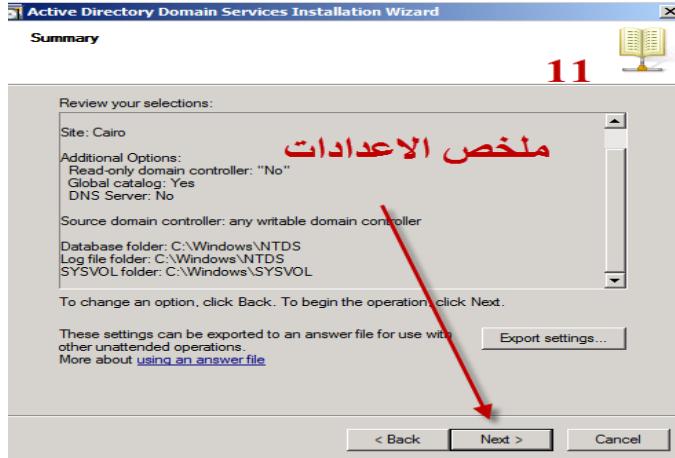 Active Directory Domain Services Installation Wizard
Summary
11
Review your selections:
Site: Cairo
ملخص الاعدادات
Additional Options:
Read-only domain controller: "No"
Global catalog: Yes
DNS Server: No
Source domain controller: any writable domain controller
Database folder: C:\Windows\NTDS
Log file folder: C:\Windows\NTDS
SYSVOL folder: C:\Windows\SYSVOL
To change an option, click Back. To begin the operation, click Next.
These settings can be exported to an answer file for use with
other unattended operations.
More about using an answer file
Export settings...
< Back
Next >
Cancel